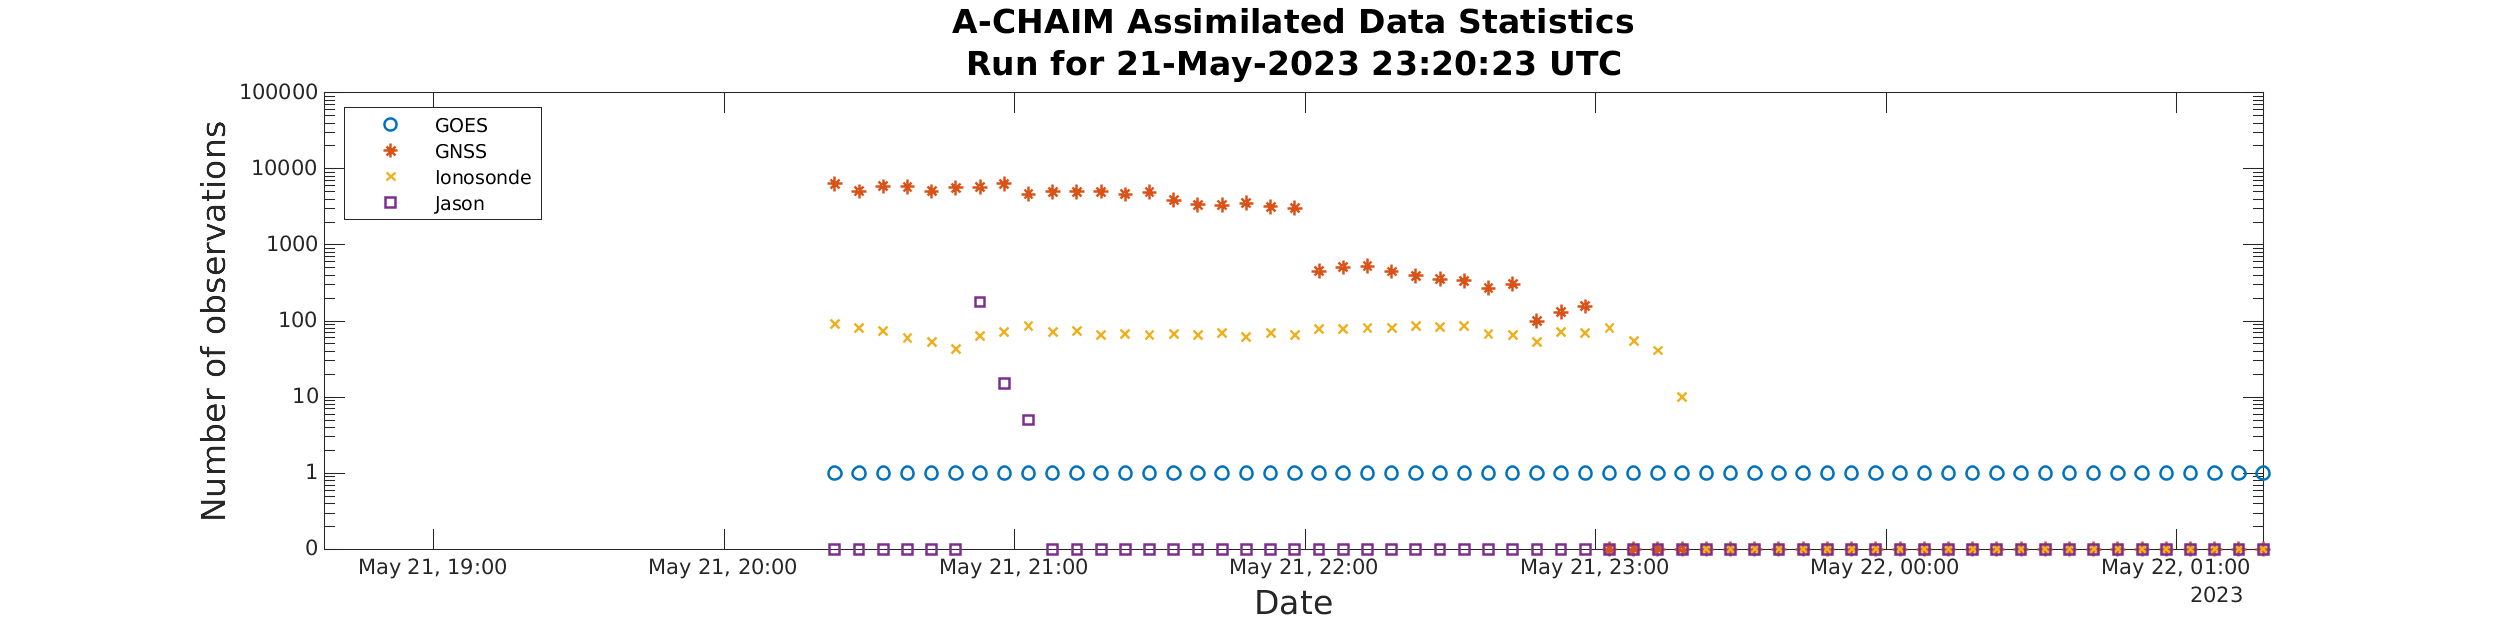 A-CHAIM Assimilated Data Statistics
Run for 21-May-2023 23:20:23 UTC
Number of observations
100000
10000
1000
100
10
1
0
GOES
GNSS
Ionosonde
Jason
May 21, 19:00
May 21, 20:00
May 21, 21:00
May 21, 22:00
May 21, 23:00
May 22, 00:00
May 22, 01:00
2023
Date